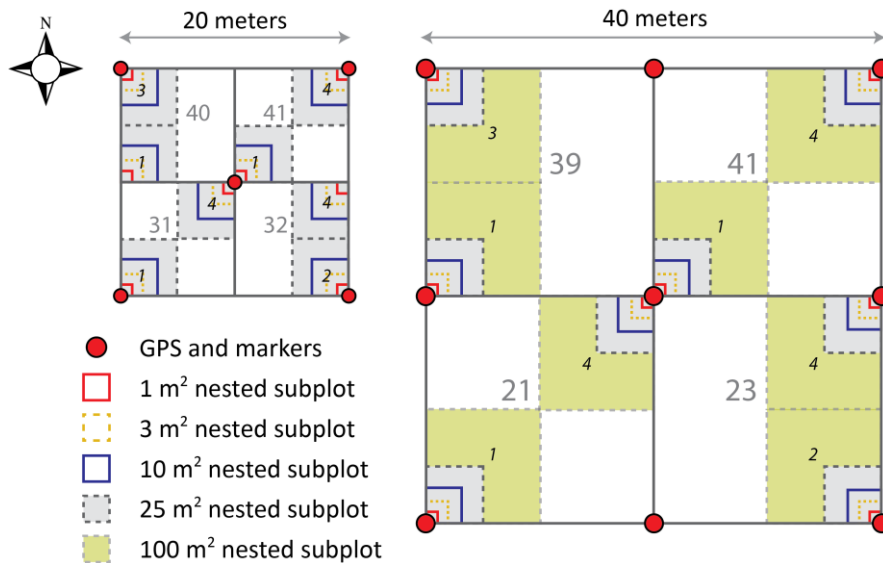 N
20 meters
40 meters
3
40
41
4
1
1
31
4
32
4
1
2
3
39
41
4
1
1
21
4
23
4
1
2
GPS and markers
1 m² nested subplot
3 m² nested subplot
10 m² nested subplot
25 m² nested subplot
100 m² nested subplot